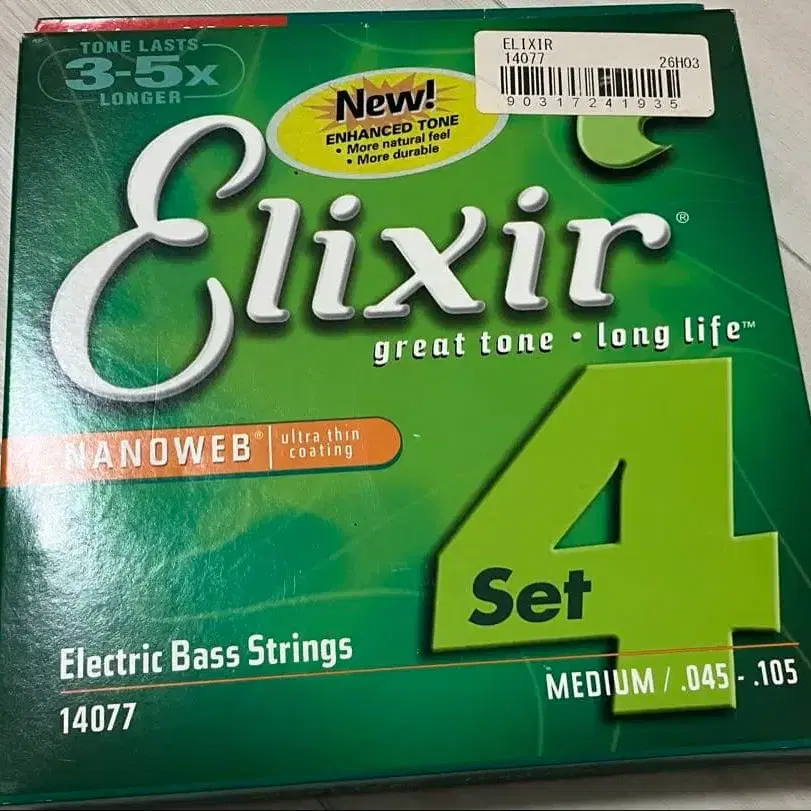 TONE LASTS
3-5x
LONGER
New!
ENHANCED TONE
• More natural feel
• More durable
ELIXIR
14077 26H03
90317241935
Elixir®
great tone • long life™
NANOWEB® ultra thin
coating
4
Set
Electric Bass Strings
MEDIUM / .045 - .105
14077